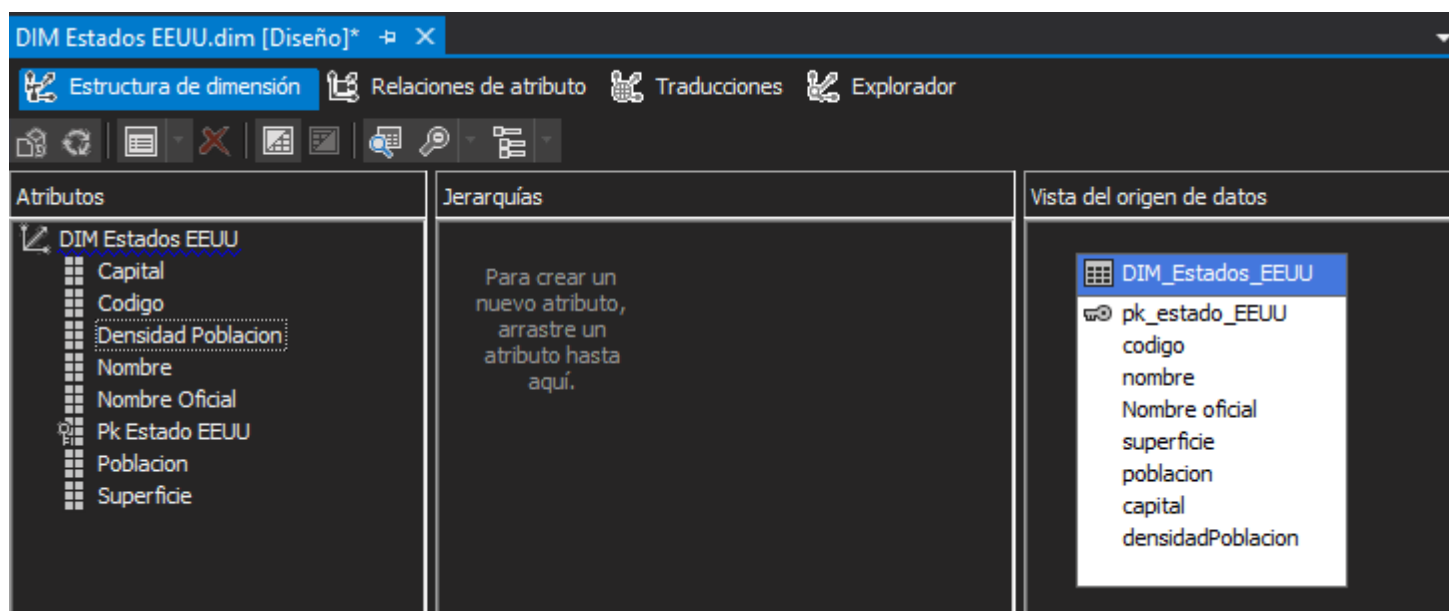 DIM Estados EEUU.dim [Diseño]*
Estructura de dimensión Relaciones de atributo Traducciones Explorador
Atributos
DIM Estados EEUU
Capital
Codigo
Densidad Poblacion
Nombre
Nombre Oficial
Pk Estado EEUU
Poblacion
Superficie
Jerarquías
Para crear un
nuevo atributo,
arrastre un
atributo hasta
aquí.
Vista del origen de datos
DIM_Estados_EEUU
pk_estado_EEUU
codigo
nombre
Nombre oficial
superficie
poblacion
capital
densidadPoblacion